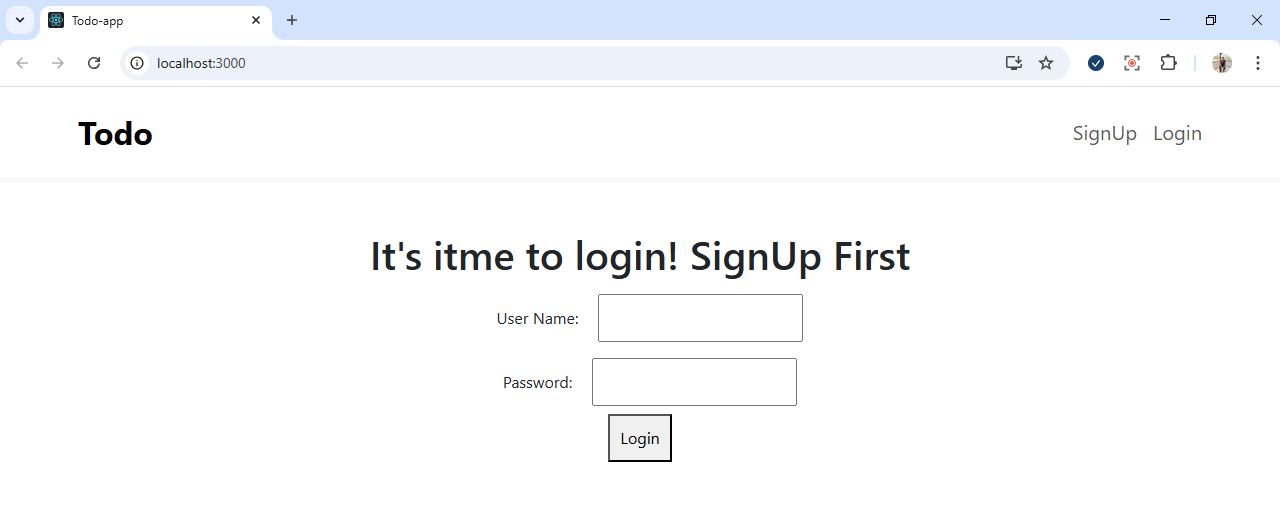 Todo-app
localhost:3000
Todo
SignUp Login
It's itme to login! SignUp First
User Name:
Password:
Login